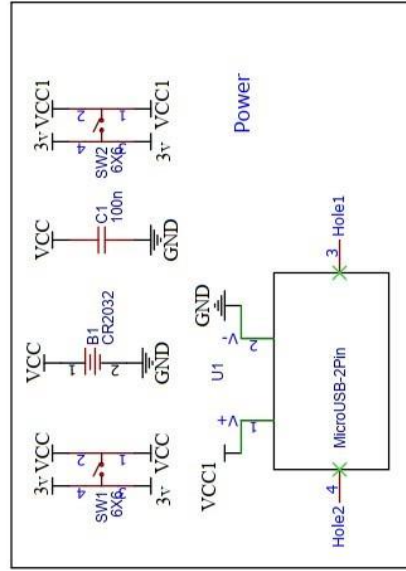 3v VCC1
4 2
SW2
6X6
3 1
3v VCC1
VCC
C1
100n
GND
Power
VCC
1
B1
CR2032
2
GND
3v VCC
4 2
SW1
6X6
3 1
3v VCC
U1
GND
V-
2
VCC1
V+
1
MicroUSB-2Pin
3 Hole1
Hole2 4